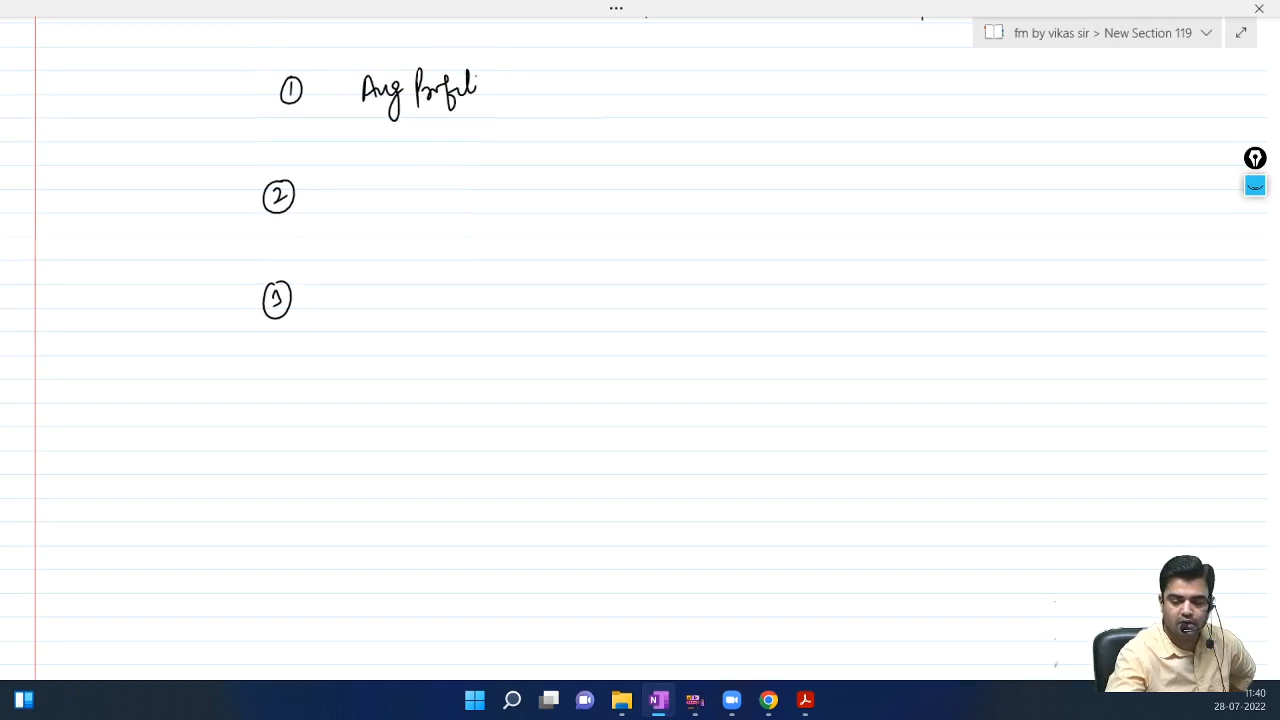 fm by vikas sir > New Section 119
① Avg Profit
②
③
11:40
28-07-2022